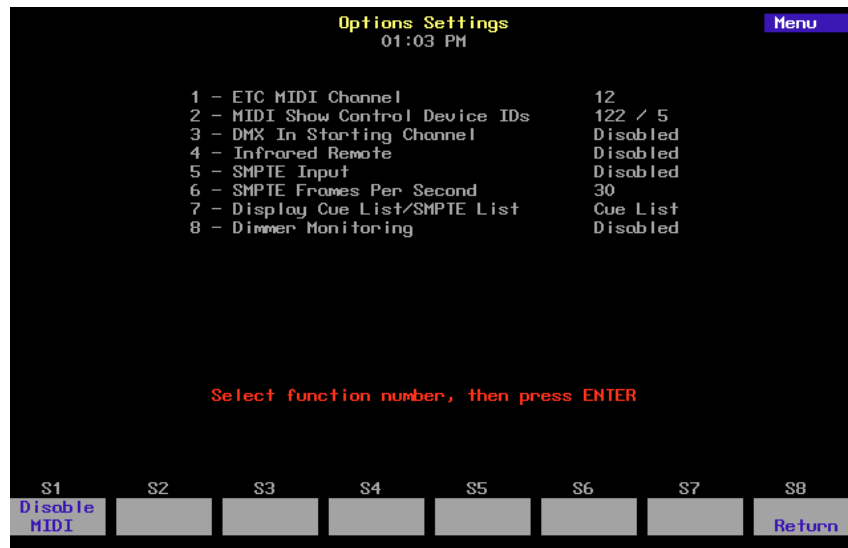 Options Settings
Menu
01:03 PM
1 - ETC MIDI Channel 12
2 - MIDI Show Control Device IDs 122 / 5
3 - DMX In Starting Channel Disabled
4 - Infrared Remote Disabled
5 - SMPTE Input Disabled
6 - SMPTE Frames Per Second 30
7 - Display Cue List/SMPTE List Cue List
8 - Dimmer Monitoring Disabled
Select function number, then press ENTER
S1 S2 S3 S4 S5 S6 S7 S8
Disable
MIDI Return